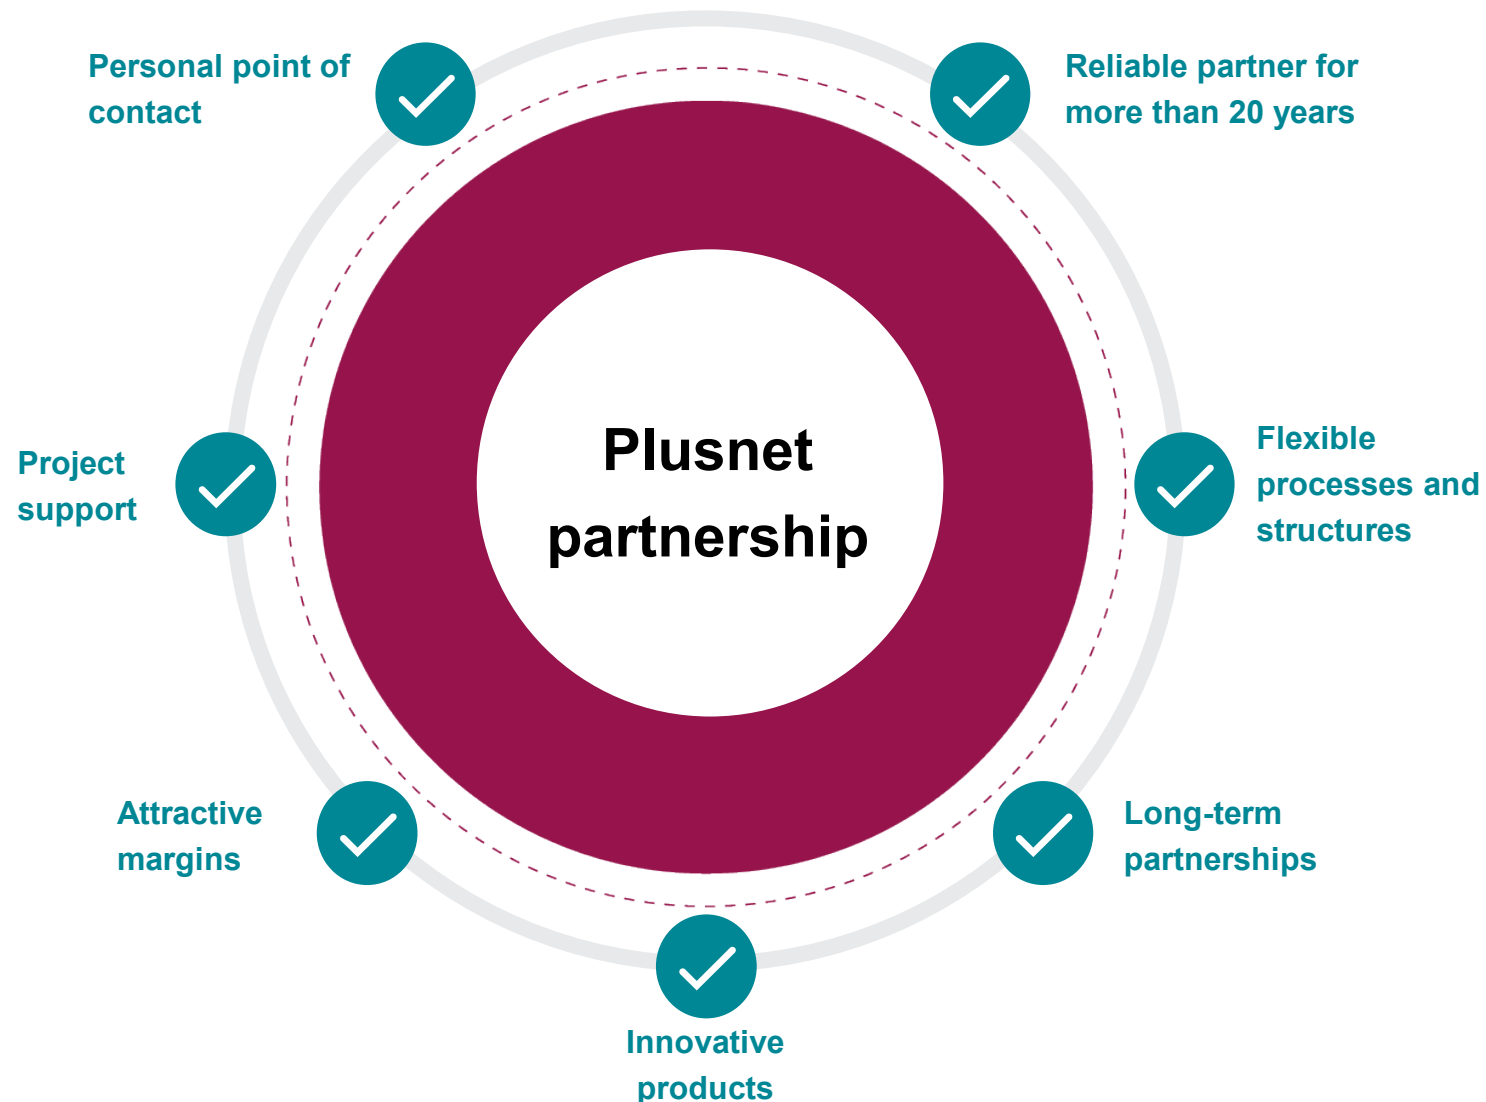 Personal point of
contact
Reliable partner for
more than 20 years
Project
support
Plusnet
partnership
Flexible
processes and
structures
Attractive
margins
Long-term
partnerships
Innovative
products